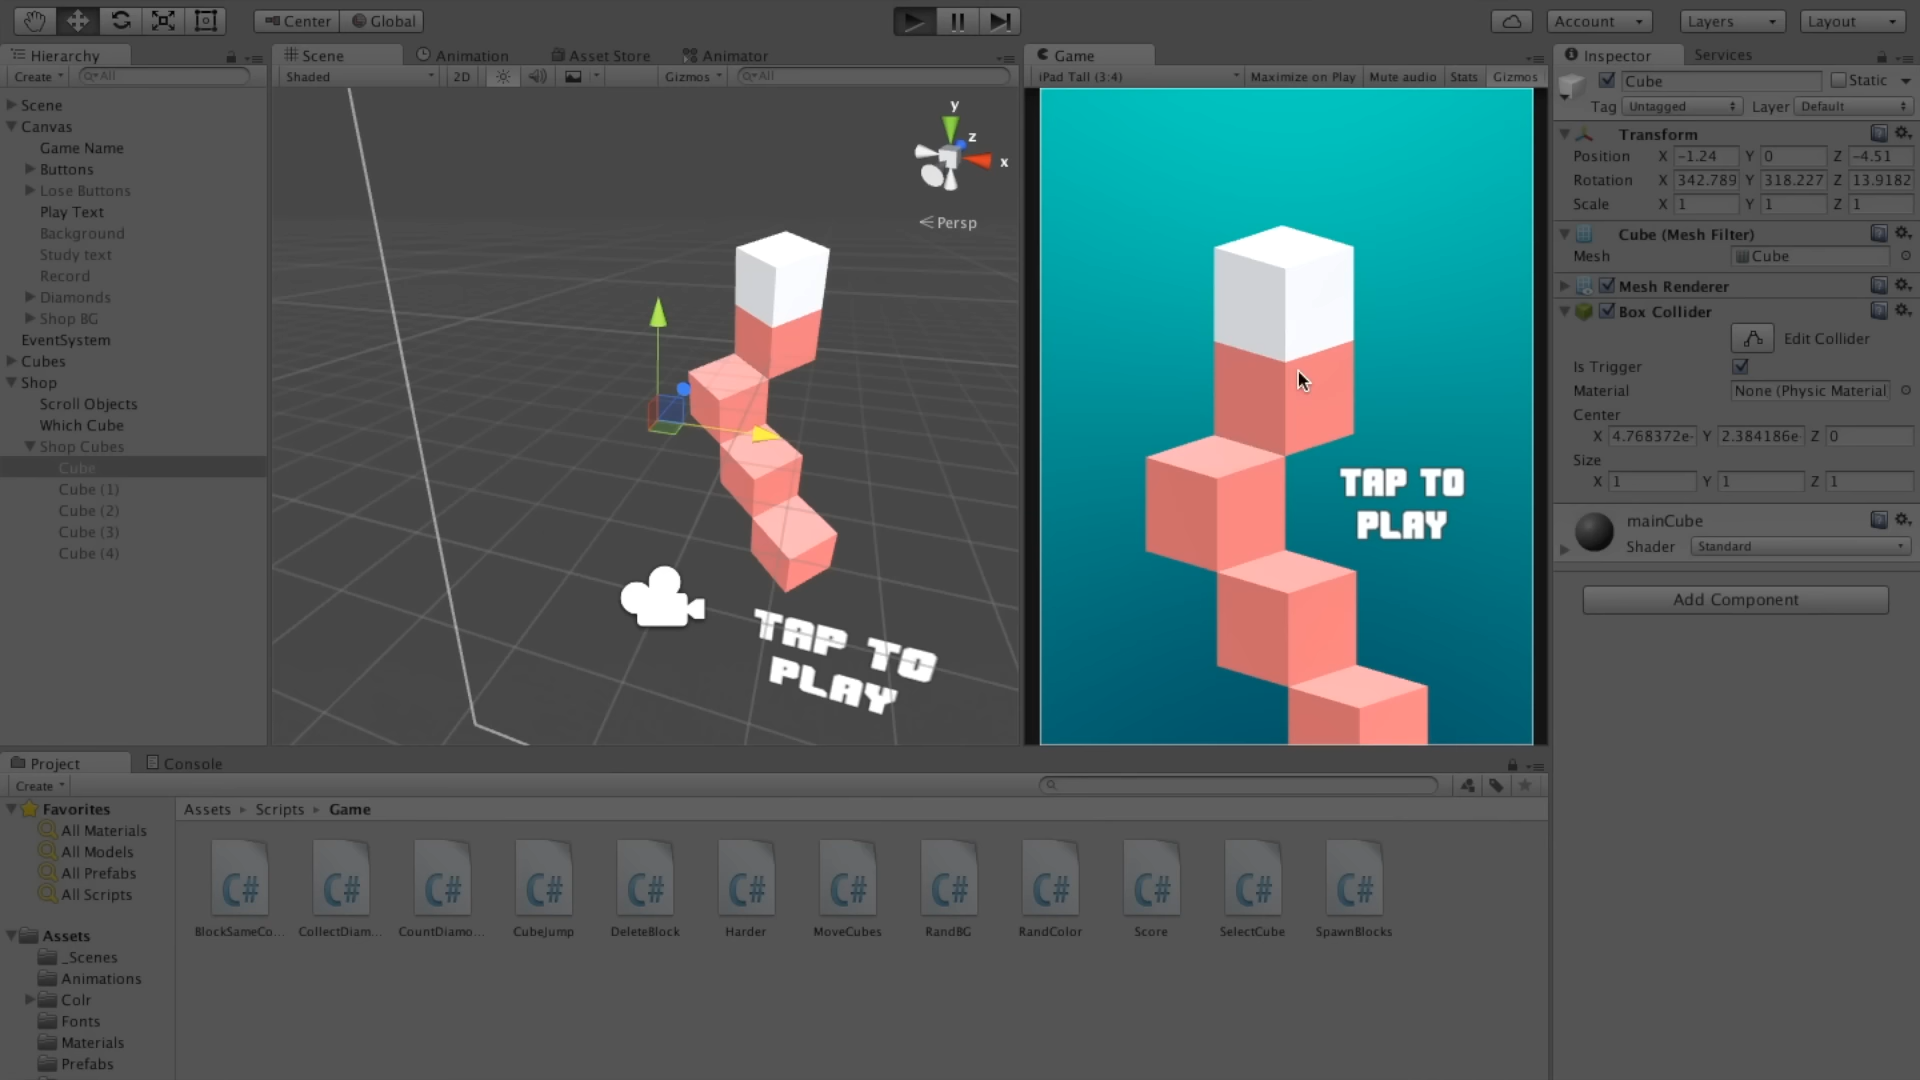 Center
Global
Account
Layers
Layout
Hierarchy
Create
All
Scene
Canvas
Game Name
Buttons
Lose Buttons
Play Text
Background
Study text
Record
Diamonds
Shop BG
EventSystem
Cubes
Shop
Scroll Objects
Which Cube
Shop Cubes
Cube
Cube (1)
Cube (2)
Cube (3)
Cube (4)
Scene
Animation
Asset Store
Animator
Shaded
2D
Gizmos
All
y
z
x
Persp
TAP TO
PLAY
Game
iPad Tall (3:4)
Maximize on Play
Mute audio
Stats
Gizmos
TAP TO
PLAY
Inspector
Services
Cube
Static
Tag Untagged Layer Default
Transform
Position X -1.24 Y 0 Z -4.51
Rotation X 342.789 Y 318.227 Z 13.9182
Scale X 1 Y 1 Z 1
Cube (Mesh Filter)
Mesh Cube
Mesh Renderer
Box Collider
Edit Collider
Is Trigger
Material None (Physic Material
Center
X 4.768372e- Y 2.384186e- Z 0
Size
X 1 Y 1 Z 1
mainCube
Shader Standard
Add Component
Project
Console
Create
Favorites
All Materials
All Models
All Prefabs
All Scripts
Assets
_Scenes
Animations
Colr
Fonts
Materials
Prefabs
Assets Scripts Game
C# C# C# C# C# C# C# C# C# C# C# C#
BlockSameCo... CollectDiam... CountDiamo... CubeJump DeleteBlock Harder MoveCubes RandBG RandColor Score SelectCube SpawnBlocks